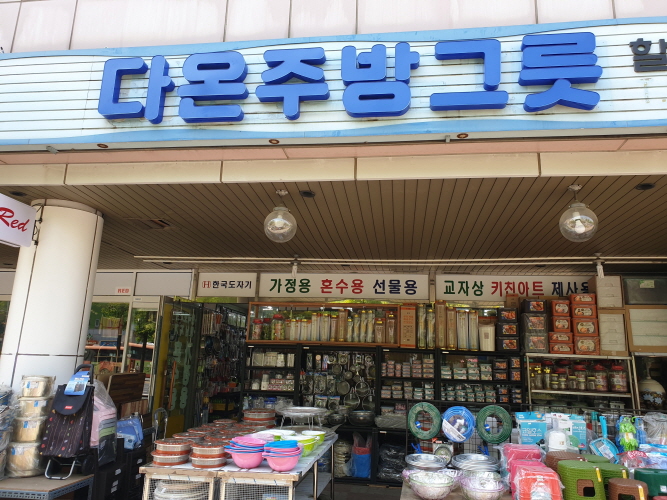 다온주방그릇 할
Red
한국도자기 가정용 혼수용 선물용 교자상 키친아트 제사용